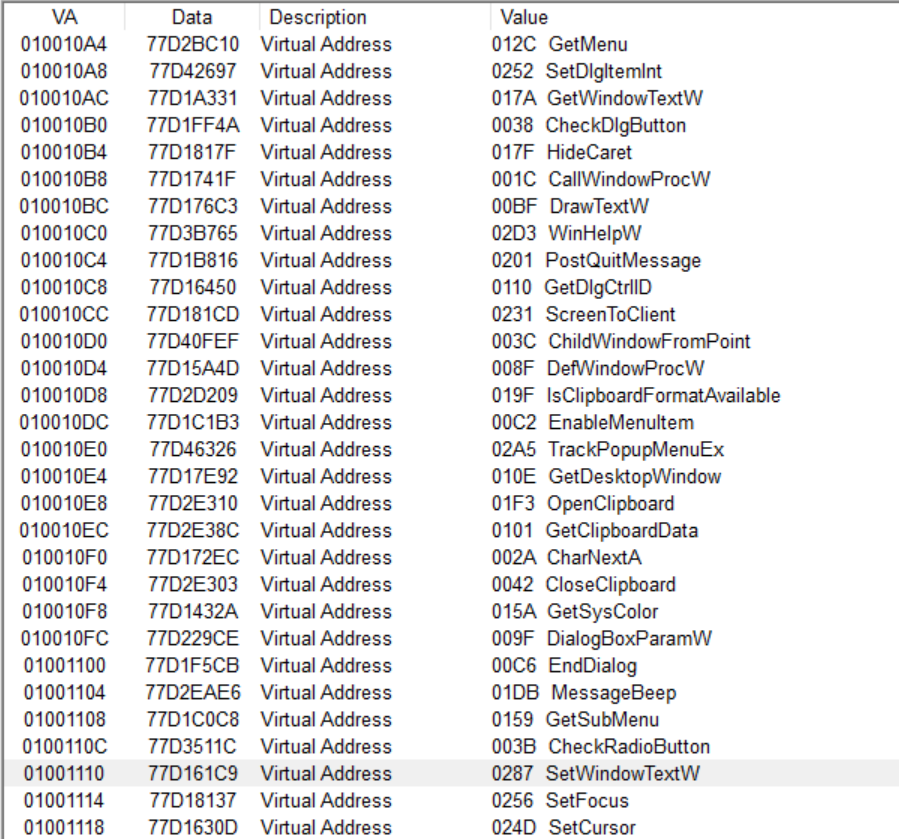 VA Data Description Value
010010A4 77D2BC10 Virtual Address 012C GetMenu
010010A8 77D42697 Virtual Address 0252 SetDlgItemInt
010010AC 77D1A331 Virtual Address 017A GetWindowTextW
010010B0 77D1FF4A Virtual Address 0038 CheckDlgButton
010010B4 77D1817F Virtual Address 017F HideCaret
010010B8 77D1741F Virtual Address 001C CallWindowProcW
010010BC 77D176C3 Virtual Address 00BF DrawTextW
010010C0 77D3B765 Virtual Address 02D3 WinHelpW
010010C4 77D1B816 Virtual Address 0201 PostQuitMessage
010010C8 77D16450 Virtual Address 0110 GetDlgCtrlID
010010CC 77D181CD Virtual Address 0231 ScreenToClient
010010D0 77D40FEF Virtual Address 003C ChildWindowFromPoint
010010D4 77D15A4D Virtual Address 008F DefWindowProcW
010010D8 77D2D209 Virtual Address 019F IsClipboardFormatAvailable
010010DC 77D1C1B3 Virtual Address 00C2 EnableMenuItem
010010E0 77D46326 Virtual Address 02A5 TrackPopupMenuEx
010010E4 77D17E92 Virtual Address 010E GetDesktopWindow
010010E8 77D2E310 Virtual Address 01F3 OpenClipboard
010010EC 77D2E38C Virtual Address 0101 GetClipboardData
010010F0 77D172EC Virtual Address 002A CharNextA
010010F4 77D2E303 Virtual Address 0042 CloseClipboard
010010F8 77D1432A Virtual Address 015A GetSysColor
010010FC 77D229CE Virtual Address 009F DialogBoxParamW
01001100 77D1F5CB Virtual Address 00C6 EndDialog
01001104 77D2EAE6 Virtual Address 01DB MessageBeep
01001108 77D1C0C8 Virtual Address 0159 GetSubMenu
0100110C 77D3511C Virtual Address 003B CheckRadioButton
01001110 77D161C9 Virtual Address 0287 SetWindowTextW
01001114 77D18137 Virtual Address 0256 SetFocus
01001118 77D1630D Virtual Address 024D SetCursor